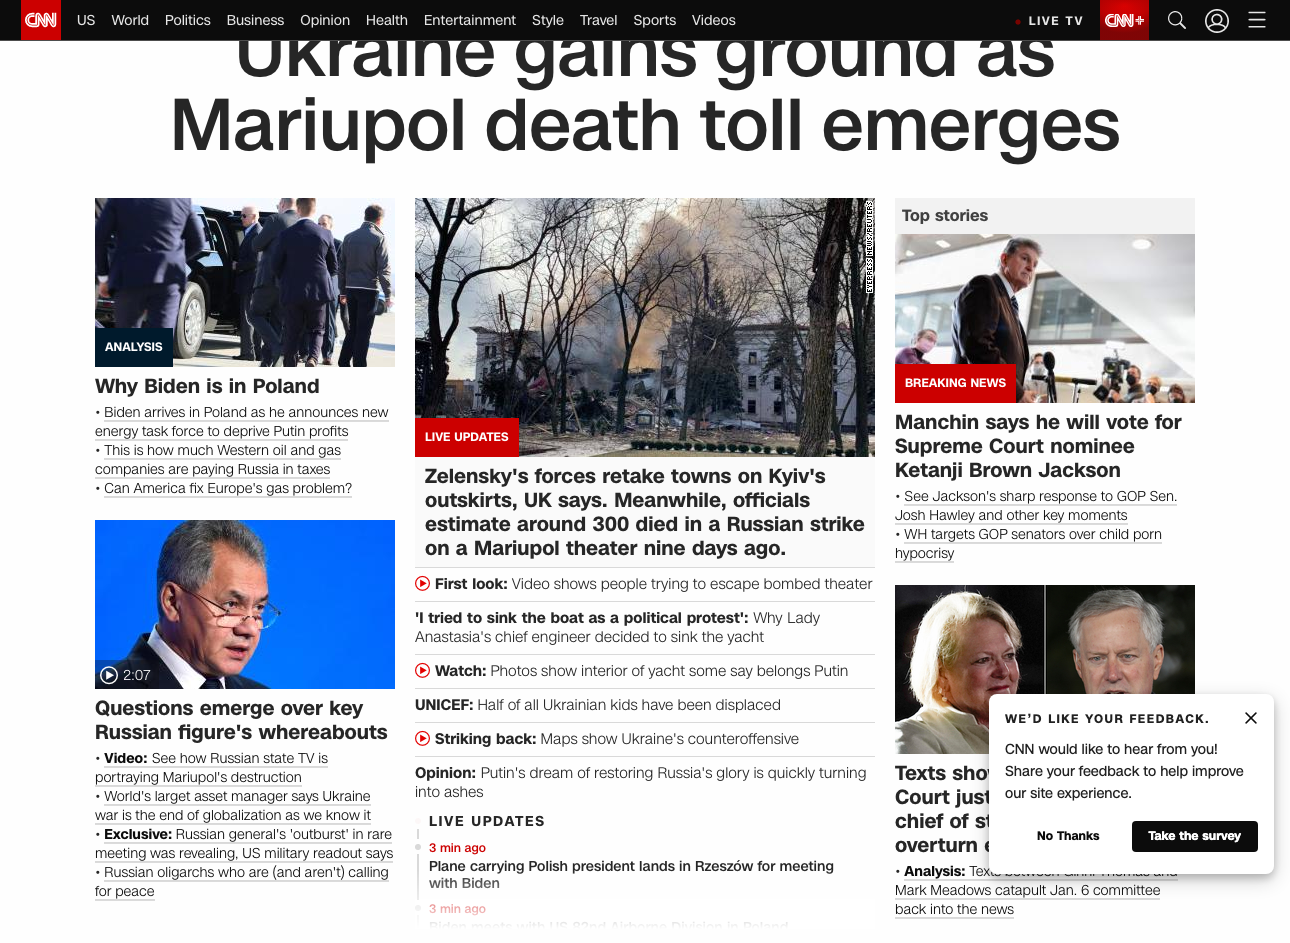 CNN
US World Politics Business Opinion Health Entertainment Style Travel Sports Videos
LIVE TV
CNN+
Ukraine gains ground as
Mariupol death toll emerges
ANALYSIS
Why Biden is in Poland
• Biden arrives in Poland as he announces new
energy task force to deprive Putin profits
• This is how much Western oil and gas
companies are paying Russia in taxes
• Can America fix Europe's gas problem?
2:07
Questions emerge over key
Russian figure's whereabouts
• Video: See how Russian state TV is
portraying Mariupol's destruction
• World's larget asset manager says Ukraine
war is the end of globalization as we know it
• Exclusive: Russian general's 'outburst' in rare
meeting was revealing, US military readout says
• Russian oligarchs who are (and aren't) calling
for peace
EYEPRESS NEWS/REUTERS
LIVE UPDATES
Zelensky's forces retake towns on Kyiv's
outskirts, UK says. Meanwhile, officials
estimate around 300 died in a Russian strike
on a Mariupol theater nine days ago.
First look: Video shows people trying to escape bombed theater
'I tried to sink the boat as a political protest': Why Lady
Anastasia's chief engineer decided to sink the yacht
Watch: Photos show interior of yacht some say belongs Putin
UNICEF: Half of all Ukrainian kids have been displaced
Striking back: Maps show Ukraine's counteroffensive
Opinion: Putin's dream of restoring Russia's glory is quickly turning
into ashes
LIVE UPDATES
3 min ago
Plane carrying Polish president lands in Rzeszów for meeting
with Biden
3 min ago
Biden meets with US 82nd Airborne Division in Poland
Top stories
BREAKING NEWS
Manchin says he will vote for
Supreme Court nominee
Ketanji Brown Jackson
• See Jackson's sharp response to GOP Sen.
Josh Hawley and other key moments
• WH targets GOP senators over child porn
hypocrisy
Texts
Court
chief of
overturn
• Analysis: Texts between Ginni Thomas and
Mark Meadows catapult Jan. 6 committee
back into the news
WE'D LIKE YOUR FEEDBACK.
CNN would like to hear from you!
Share your feedback to help improve
our site experience.
No Thanks
Take the survey